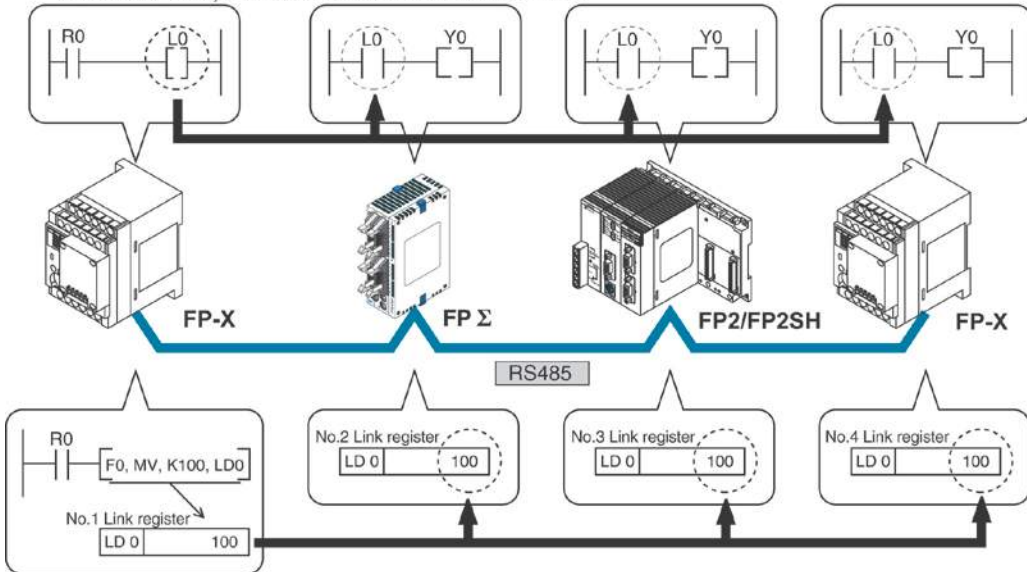 R0 L0
L0 Y0
L0 Y0
L0 Y0
FP-X
FP Σ
FP2/FP2SH
FP-X
RS485
R0
F0, MV, K100, LD0
No.1 Link register
LD 0 100
No.2 Link register
LD 0 100
No.3 Link register
LD 0 100
No.4 Link register
LD 0 100